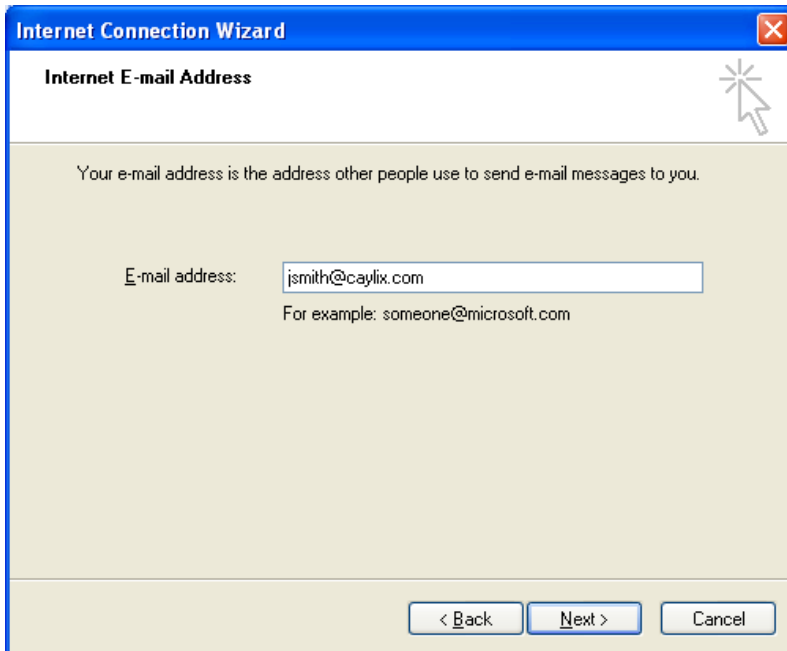 Internet Connection Wizard
Internet E-mail Address
Your e-mail address is the address other people use to send e-mail messages to you.
E-mail address: jsmith@caylix.com
For example: someone@microsoft.com
< Back Next > Cancel